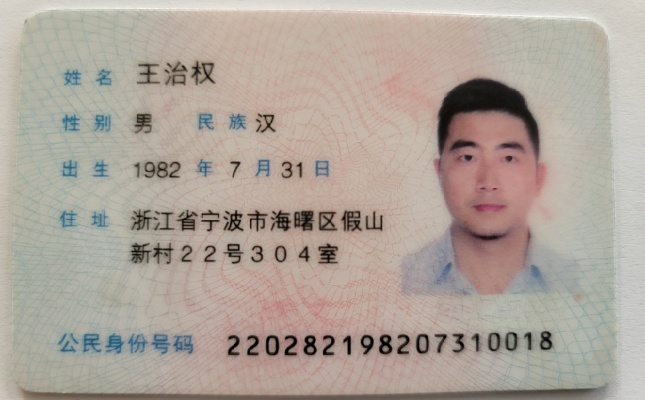 姓名 王治权
性别 男 民族 汉
出生 1982 年 7 月 31 日
住址 浙江省宁波市海曙区假山
新村22号304室
公民身份号码 220282198207310018